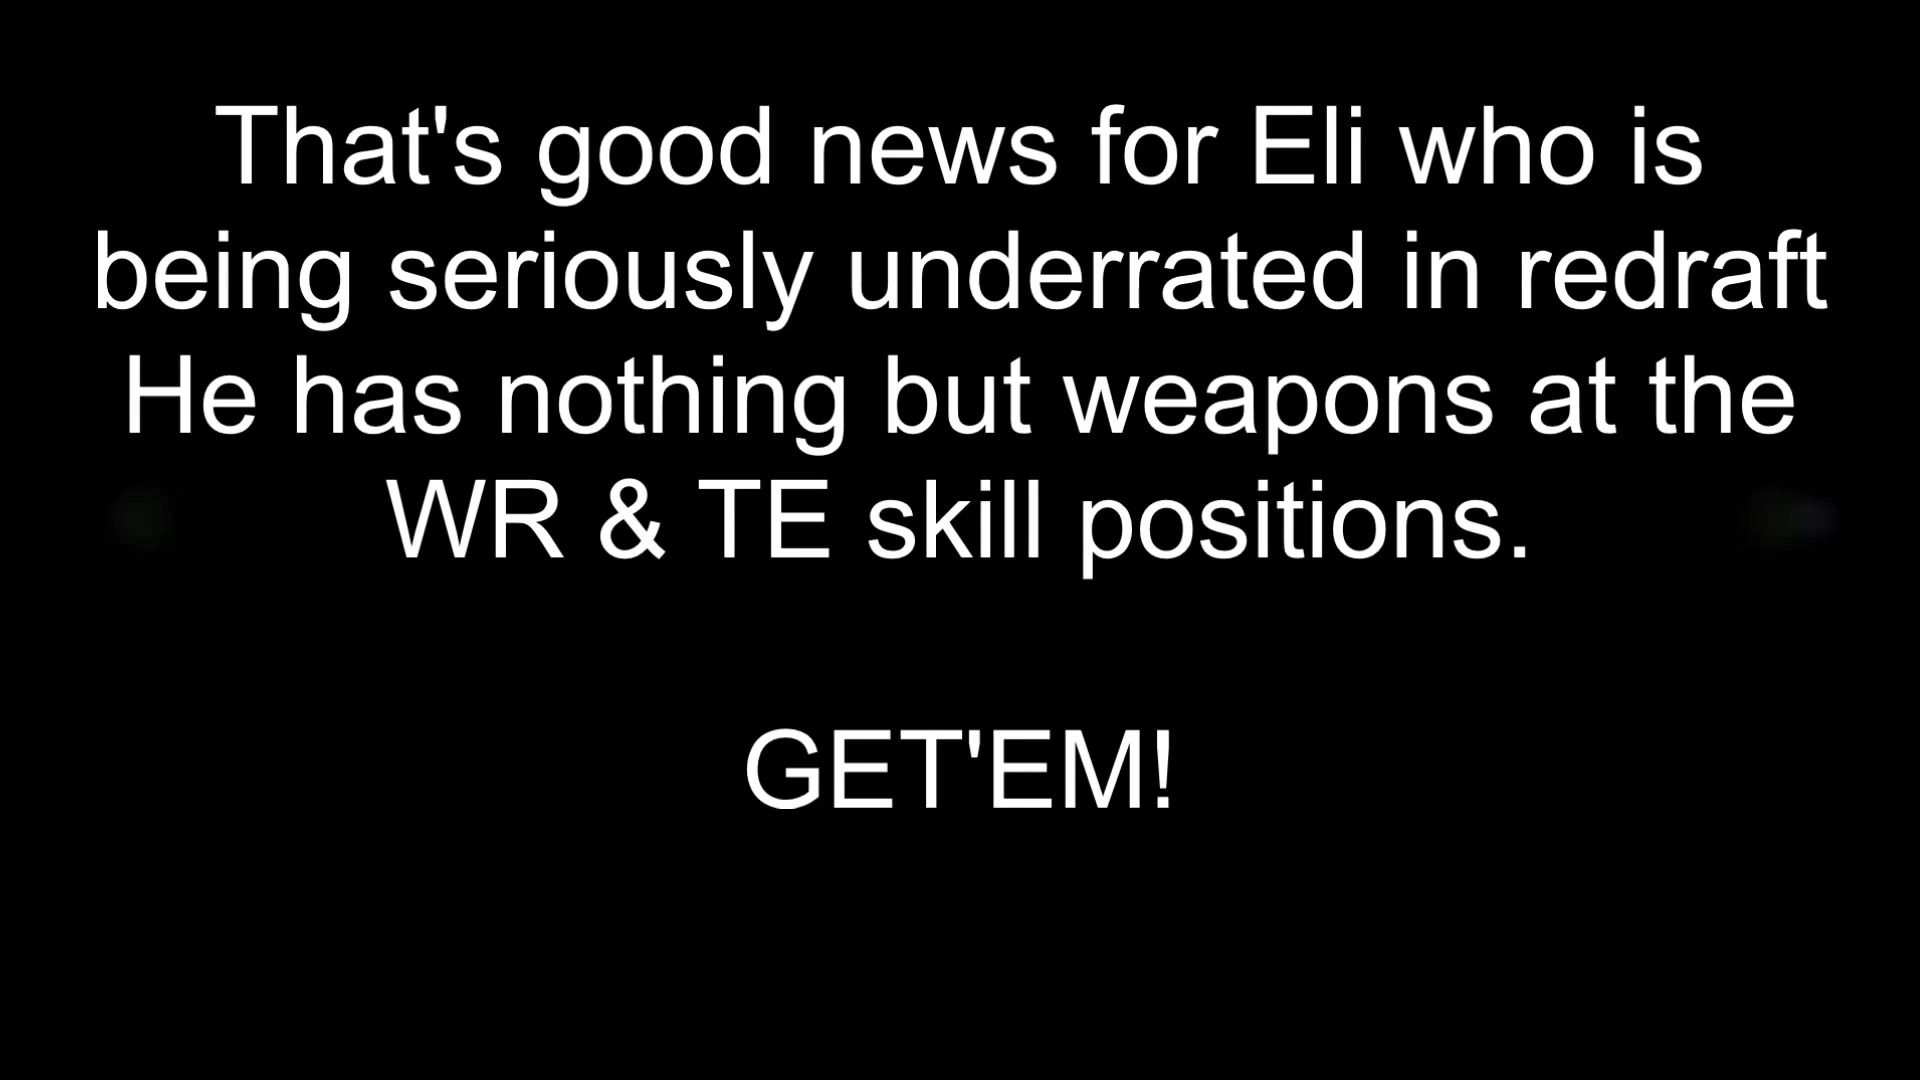 That's good news for Eli who is
being seriously underrated in redraft
He has nothing but weapons at the
WR & TE skill positions.
GET'EM!